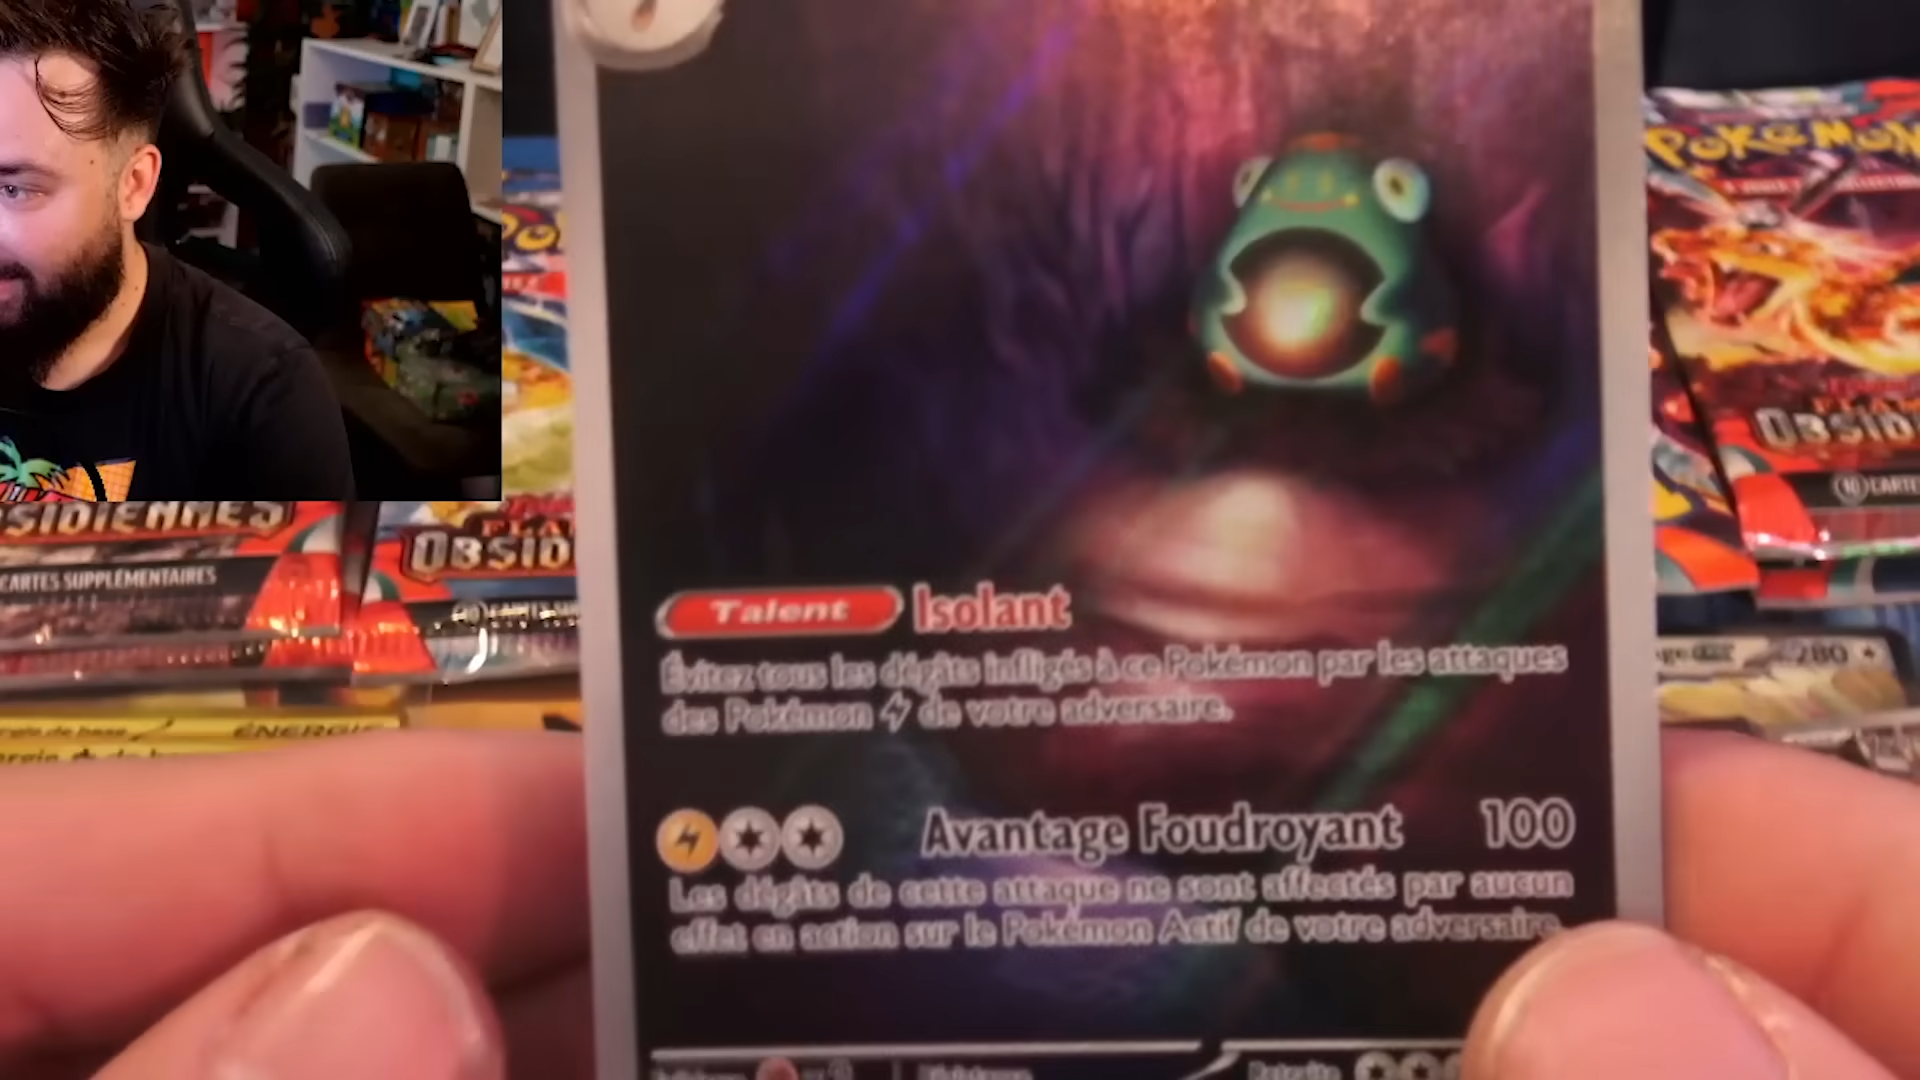 POKÉMON
OBSIDIENNES
CARTES SUPPLÉMENTAIRES
ÉNERGIE
280
Talent Isolant
Évitez tous les dégâts infligés à ce Pokémon par les attaques
des Pokémon de votre adversaire.
Avantage Foudroyant 100
Les dégâts de cette attaque ne sont affectés par aucun
effet en action sur le Pokémon Actif de votre adversaire.
Retraite